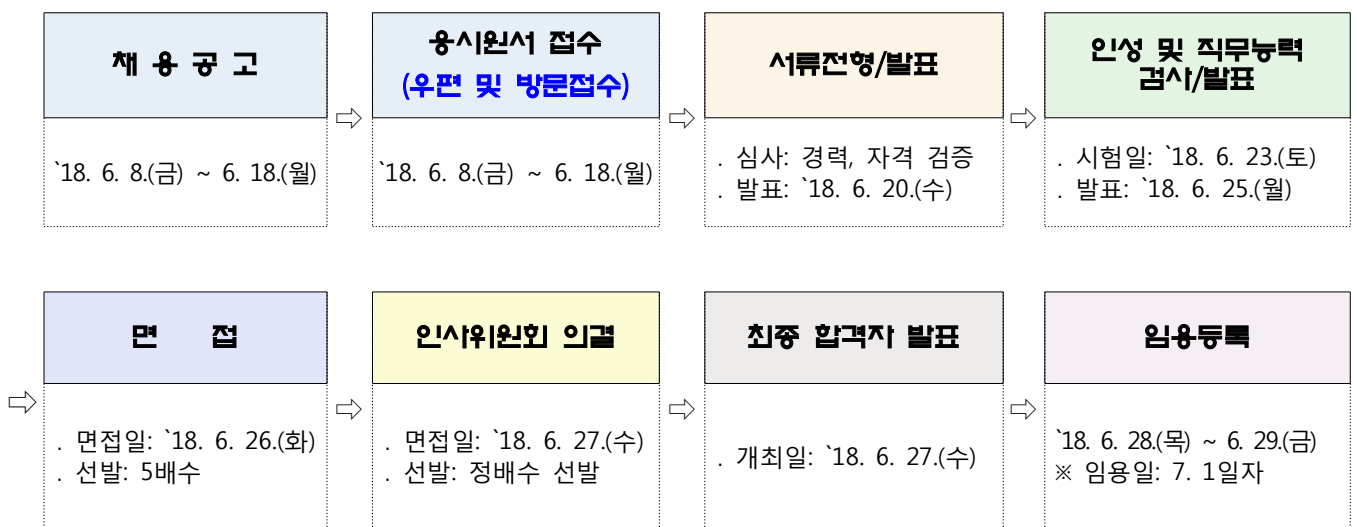 채 용 공 고
`18. 6. 8.(금) ~ 6. 18.(월)
응시원서 접수
(우편 및 방문접수)
`18. 6. 8.(금) ~ 6. 18.(월)
서류전형/발표
. 심사: 경력, 자격 검증
. 발표: `18. 6. 20.(수)
인성 및 직무능력
검사/발표
. 시험일: `18. 6. 23.(토)
. 발표: `18. 6. 25.(월)
면 접
. 면접일: `18. 6. 26.(화)
. 선발: 5배수
인사위원회 의결
. 면접일: `18. 6. 27.(수)
. 선발: 정배수 선발
최종 합격자 발표
. 개최일: `18. 6. 27.(수)
임용등록
`18. 6. 28.(목) ~ 6. 29.(금)
※ 임용일: 7. 1일자